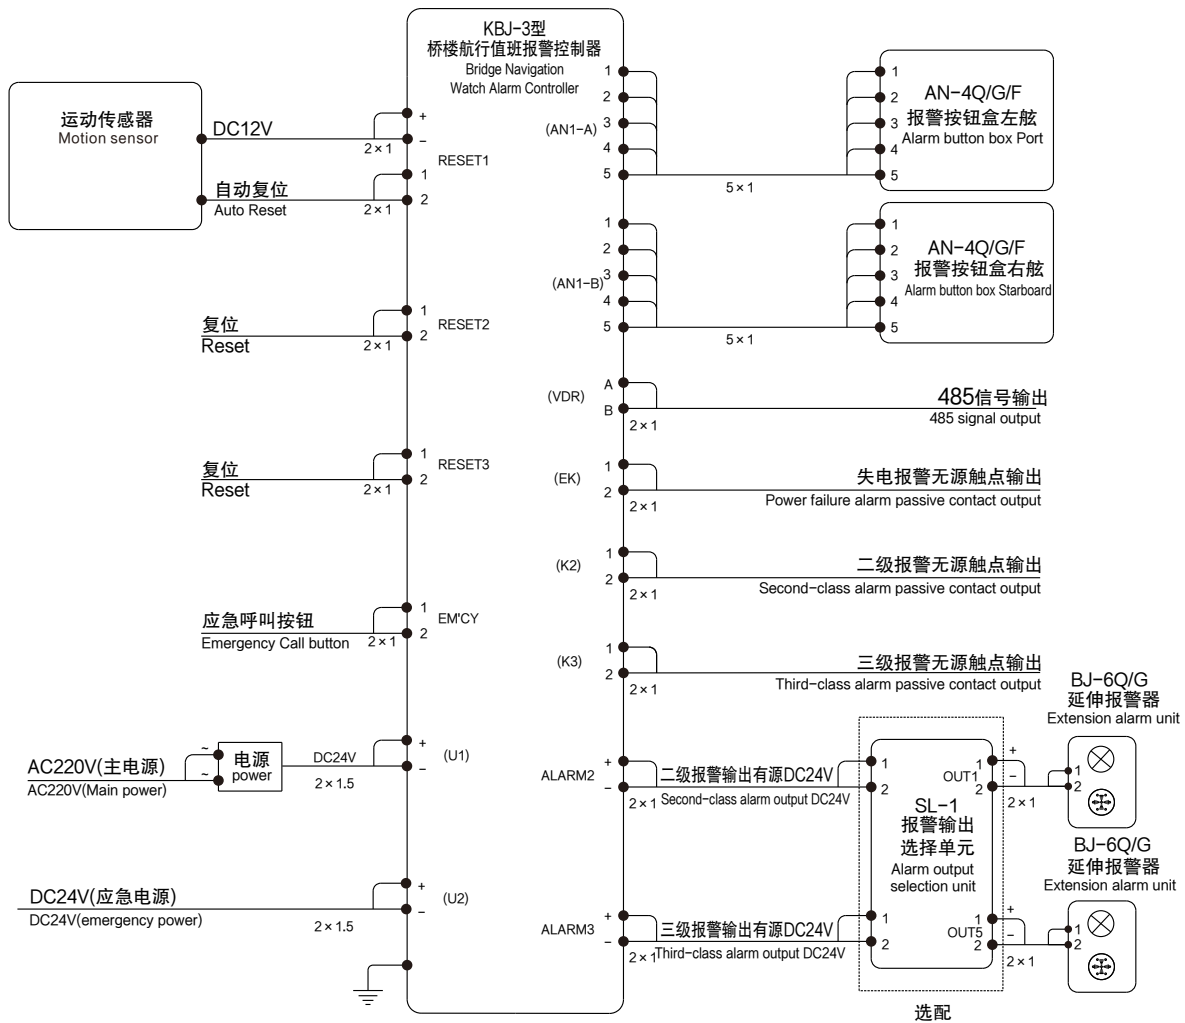 KBJ-3型
桥楼航行值班报警控制器
Bridge Navigation
Watch Alarm Controller
运动传感器
Motion sensor
DC12V
2×1
+
−
RESET1
自动复位
Auto Reset
2×1
1
2
复位
Reset
2×1
1
2
RESET2
复位
Reset
2×1
1
2
RESET3
应急呼叫按钮
Emergency Call button
2×1
1
2
EM'CY
AC220V(主电源)
AC220V(Main power)
~
~
电源
power
DC24V
2×1.5
+
−
(U1)
DC24V(应急电源)
DC24V(emergency power)
2×1.5
+
−
(U2)
(AN1-A)
1
2
3
4
5
5×1
1
2
3
4
5
AN-4Q/G/F
报警按钮盒左舷
Alarm button box Port
(AN1-B)
1
2
3
4
5
5×1
1
2
3
4
5
AN-4Q/G/F
报警按钮盒右舷
Alarm button box Starboard
(VDR)
A
B
2×1
485信号输出
485 signal output
(EK)
1
2
2×1
失电报警无源触点输出
Power failure alarm passive contact output
(K2)
1
2
2×1
二级报警无源触点输出
Second-class alarm passive contact output
(K3)
1
2
2×1
三级报警无源触点输出
Third-class alarm passive contact output
ALARM2
+
−
2×1
二级报警输出有源DC24V
Second-class alarm output DC24V
1
2
ALARM3
+
−
2×1
三级报警输出有源DC24V
Third-class alarm output DC24V
1
2
SL-1
报警输出
选择单元
Alarm output
selection unit
OUT1
1
2
+
−
2×1
BJ-6Q/G
延伸报警器
Extension alarm unit
1
2
OUT5
1
2
+
−
2×1
BJ-6Q/G
延伸报警器
Extension alarm unit
1
2
选配